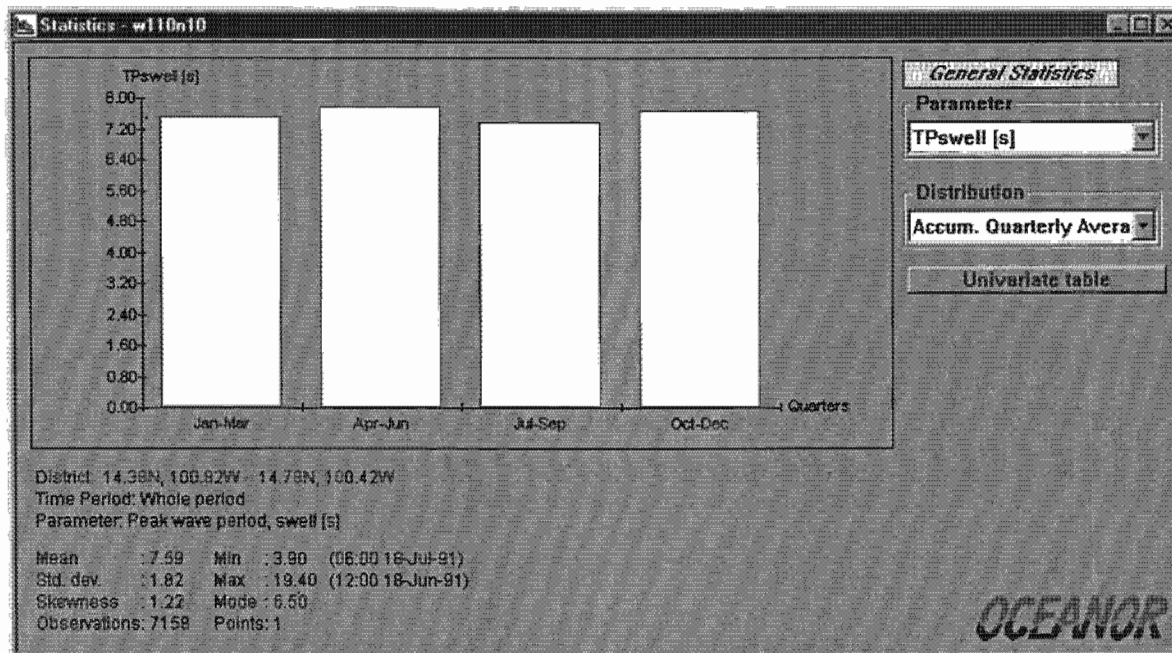 Statistics - w110n10
TPswell [s]
8.00
7.20
6.40
5.60
4.80
4.00
3.20
2.40
1.60
0.80
0.00
Jan-Mar Apr-Jun Jul-Sep Oct-Dec Quarters
General Statistics
Parameter
TPswell [s]
Distribution
Accum. Quarterly Avera
Univariate table
District: 14.38N, 100.82W - 14.78N, 100.42W
Time Period: Whole period
Parameter: Peak wave period, swell [s]
Mean : 7.59 Min : 3.90 (06:00 18-Jul-91)
Std. dev. : 1.82 Max : 19.40 (12:00 18-Jun-91)
Skewness : 1.22 Mode : 6.50
Observations: 7158 Points: 1
OCEANOR